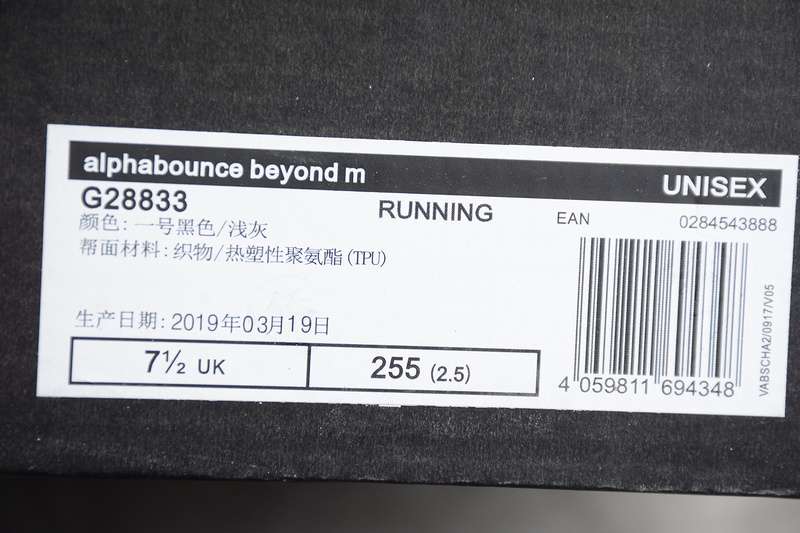 alphabounce beyond m
UNISEX
G28833
RUNNING
EAN
0284543888
颜色: 一号黑色/浅灰
帮面材料: 织物/热塑性聚氨酯(TPU)
生产日期: 2019年03月19日
7½ UK
255 (2.5)
4 059811 694348
VABSCHA2/0917/V05